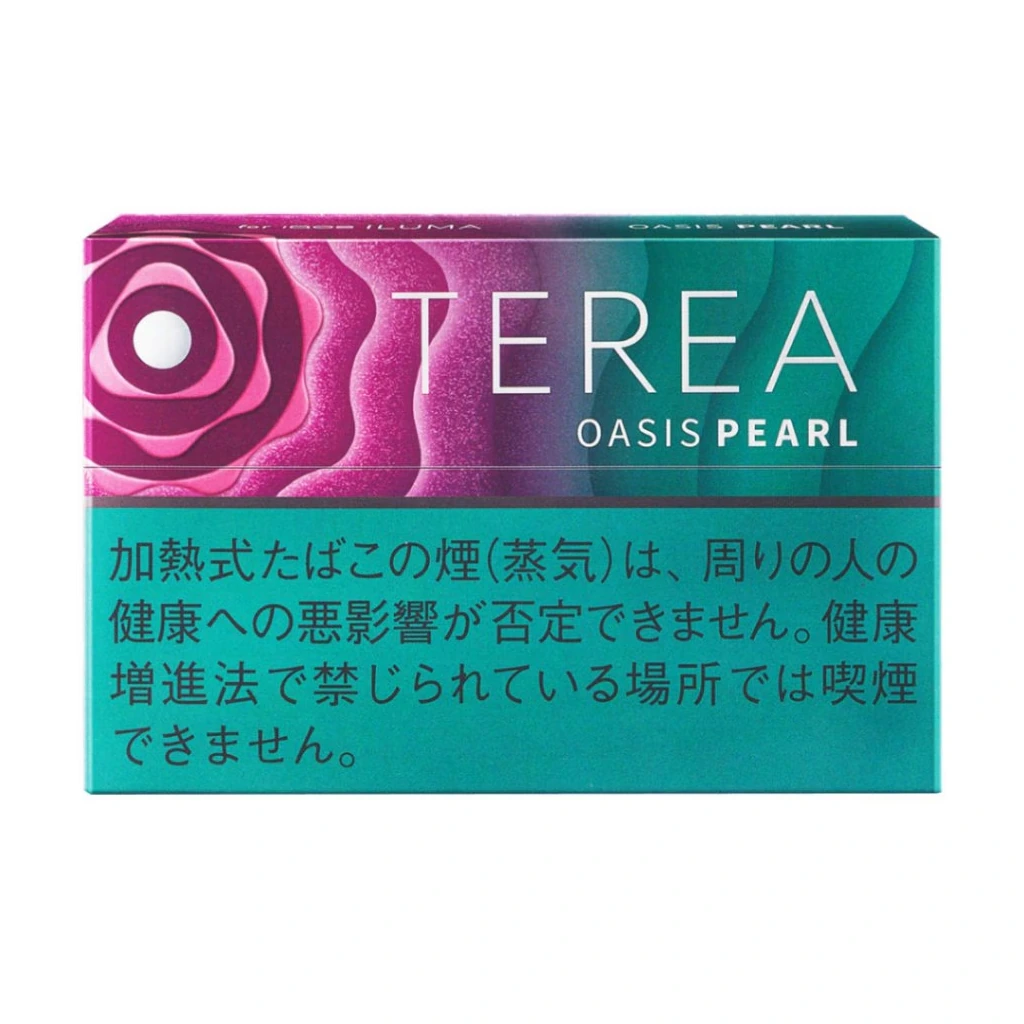 for IQOS ILUMA OASIS PEARL
TEREA
OASIS PEARL
加熱式たばこの煙(蒸気)は、周りの人の
健康への悪影響が否定できません。健康
増進法で禁じられている場所では喫煙
できません。